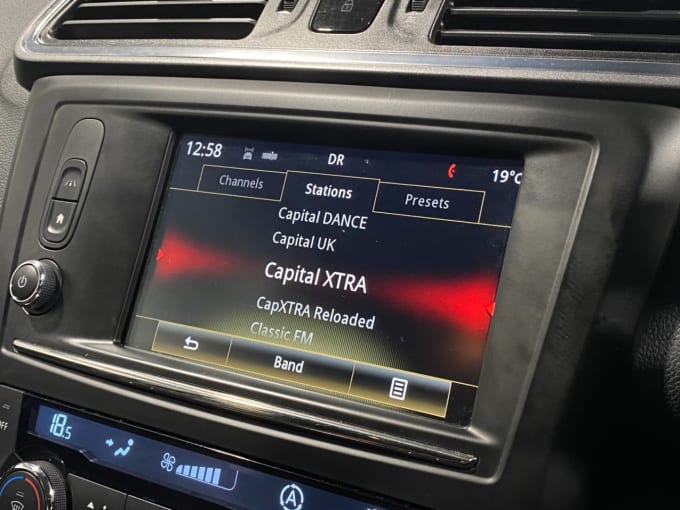 12:58 DR 19°C
Channels Stations Presets
Capital DANCE
Capital UK
Capital XTRA
CapXTRA Reloaded
Classic FM
Band
OFF 18.5 A